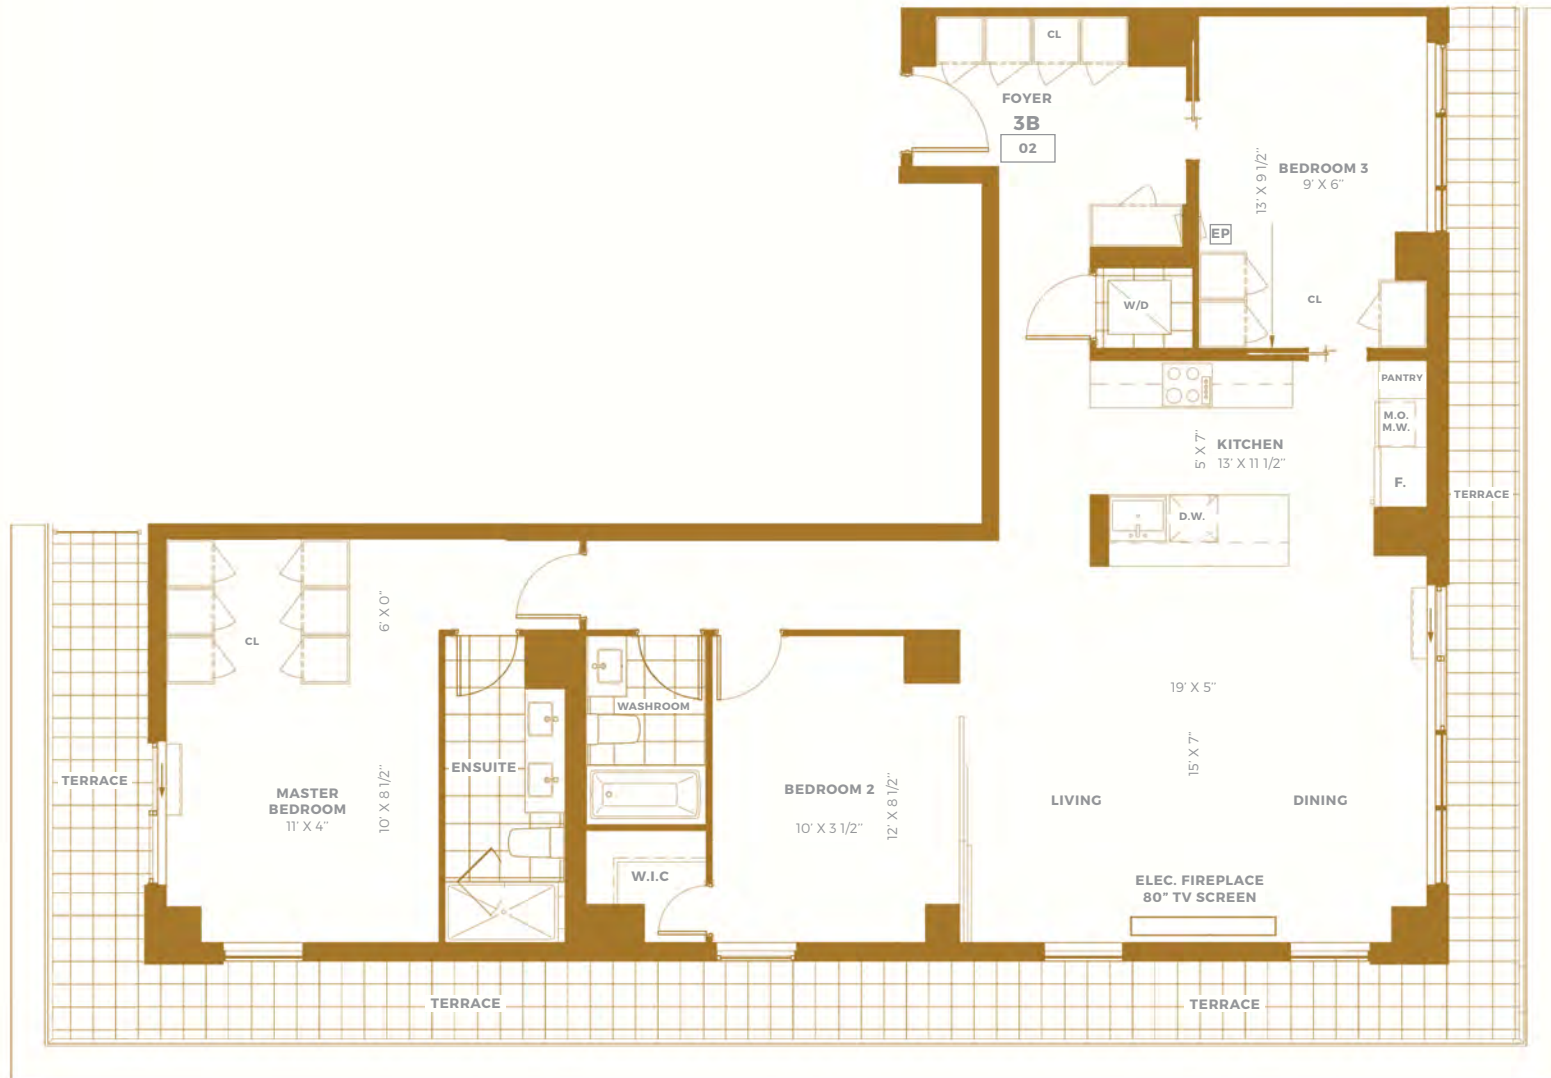 CL
FOYER
3B
02
13' X 9 1/2"
BEDROOM 3
9' X 6"
EP
W/D
CL
PANTRY
M.O.
M.W.
5' X 7"
KITCHEN
13' X 11 1/2"
F.
TERRACE
D.W.
6' X 0"
CL
WASHROOM
19' X 5"
15' X 7"
TERRACE
ENSUITE
MASTER
BEDROOM
11' X 4"
10' X 8 1/2"
BEDROOM 2
10' X 3 1/2"
12' X 8 1/2"
LIVING
DINING
W.I.C
ELEC. FIREPLACE
80" TV SCREEN
TERRACE
TERRACE